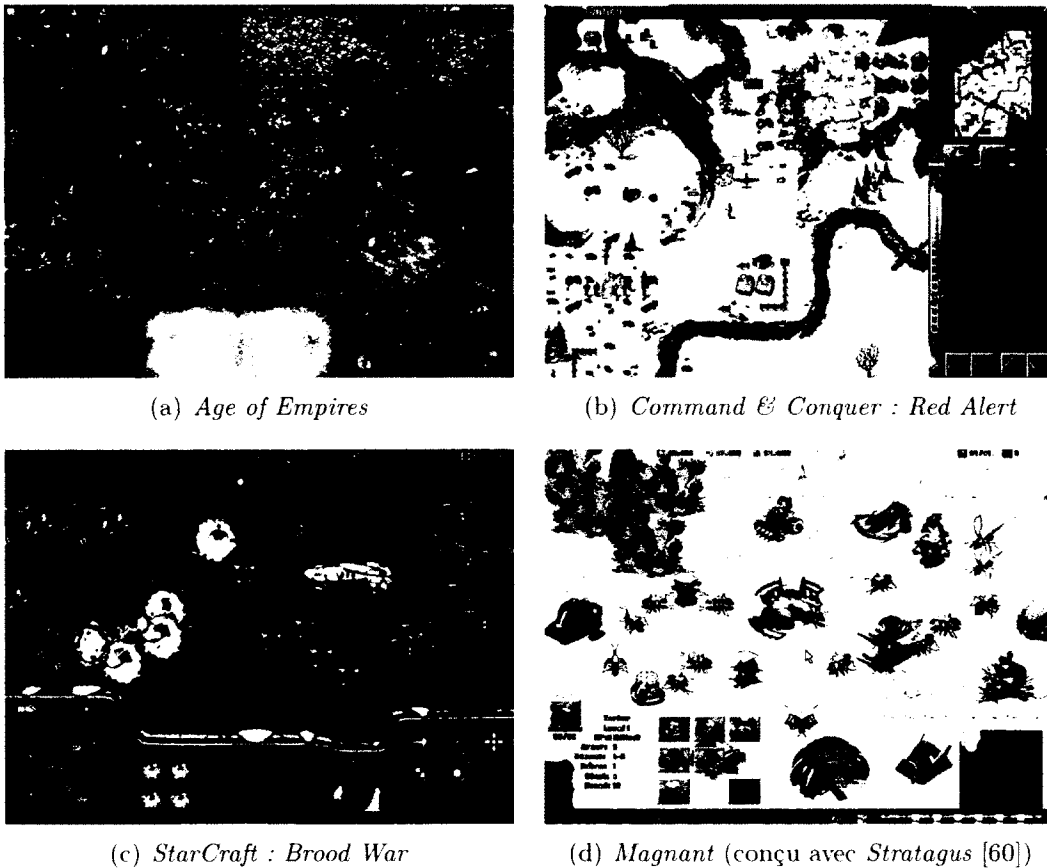 (a) Age of Empires
(b) Command & Conquer : Red Alert
(c) StarCraft : Brood War
(d) Magnant (conçu avec Stratagus [60])